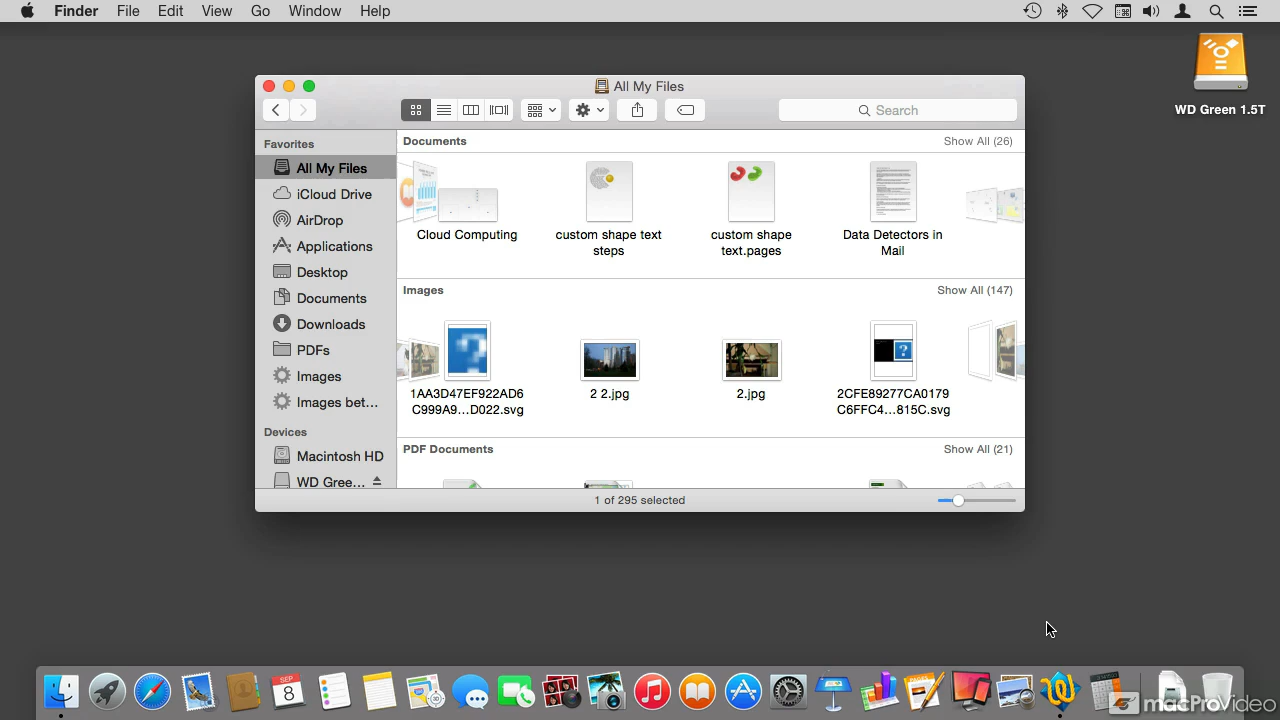 Finder File Edit View Go Window Help
WD Green 1.5T
All My Files
Search
Favorites
All My Files
iCloud Drive
AirDrop
Applications
Desktop
Documents
Downloads
PDFs
Images
Images bet...
Devices
Macintosh HD
WD Gree...
Documents Show All (26)
Cloud Computing
custom shape text
steps
custom shape
text.pages
Data Detectors in
Mail
Images Show All (147)
1AA3D47EF922AD6
C999A9...D022.svg
2 2.jpg
2.jpg
2CFE89277CA0179
C6FFC4...815C.svg
PDF Documents Show All (21)
1 of 295 selected
SEP
8
30
macProVideo